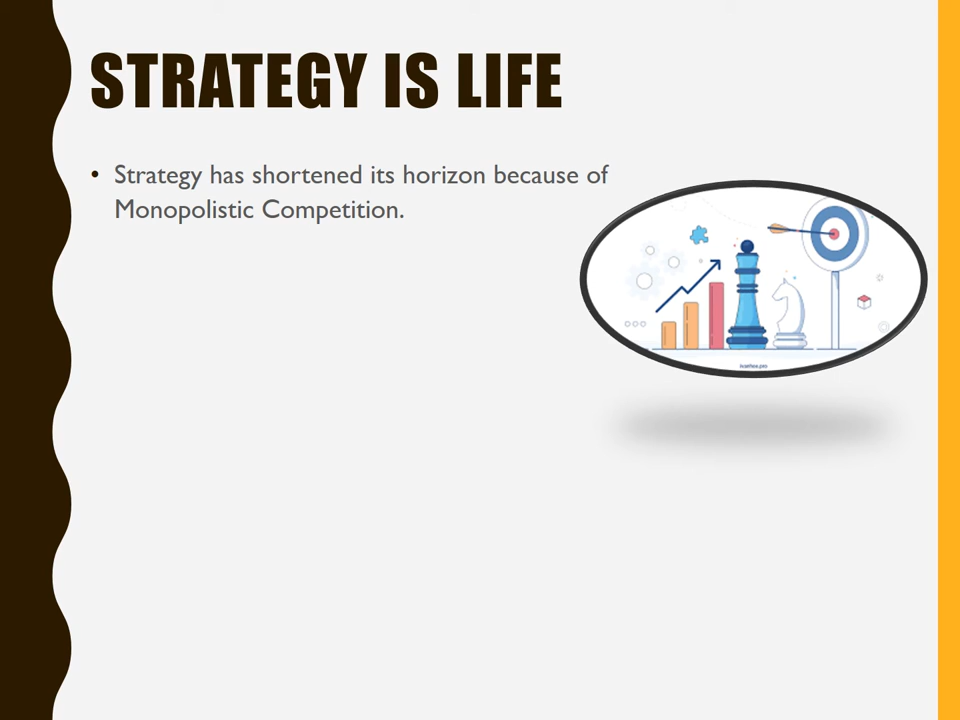 STRATEGY IS LIFE
• Strategy has shortened its horizon because of
Monopolistic Competition.